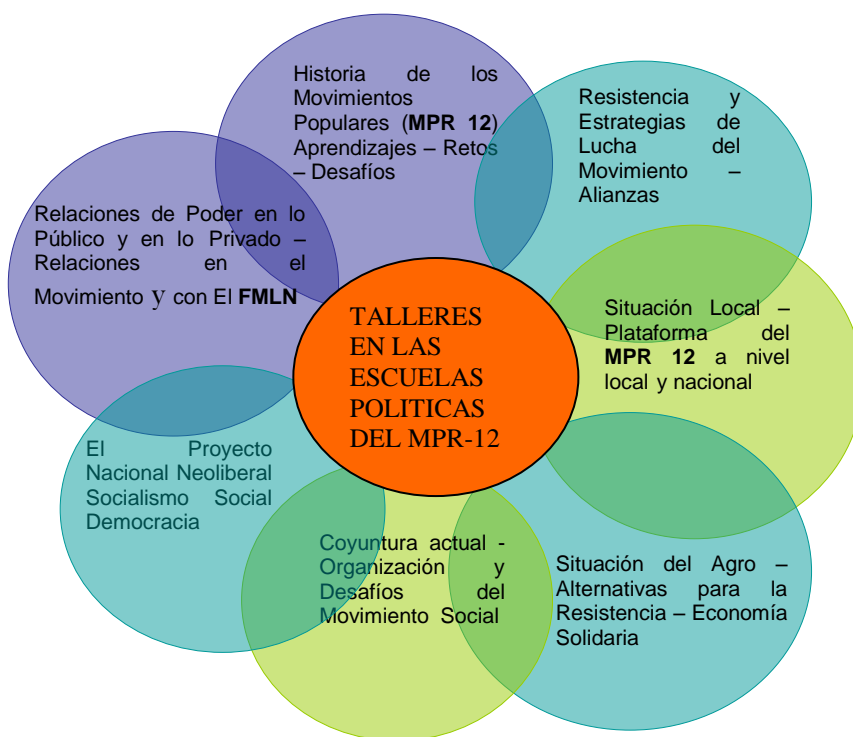 Historia de los
Movimientos
Populares (MPR 12)
Aprendizajes – Retos
– Desafíos
Resistencia y
Estrategias de
Lucha del
Movimiento –
Alianzas
Relaciones de Poder en lo
Público y en lo Privado –
Relaciones en el
Movimiento y con El FMLN
TALLERES
EN LAS
ESCUELAS
POLITICAS
DEL MPR-12
Situación Local –
Plataforma del
MPR 12 a nivel
local y nacional
El Proyecto
Nacional Neoliberal
Socialismo Social
Democracia
Coyuntura actual -
Organización y
Desafíos del
Movimiento Social
Situación del Agro –
Alternativas para la
Resistencia – Economía
Solidaria